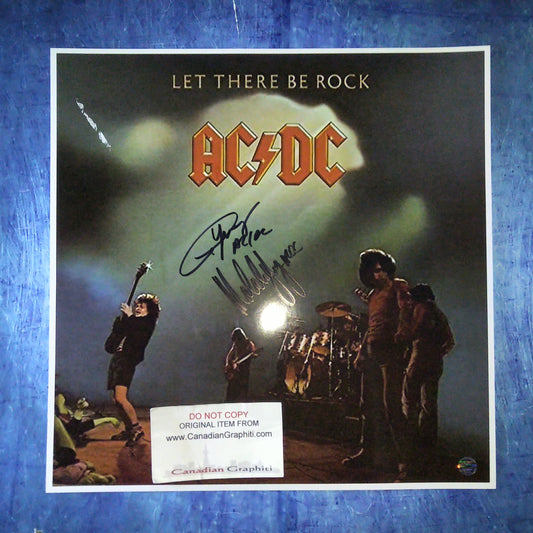 LET THERE BE ROCK
AC⚡DC
DO NOT COPY
ORIGINAL ITEM FROM
www.CanadianGraphiti.com
Canadian Graphiti